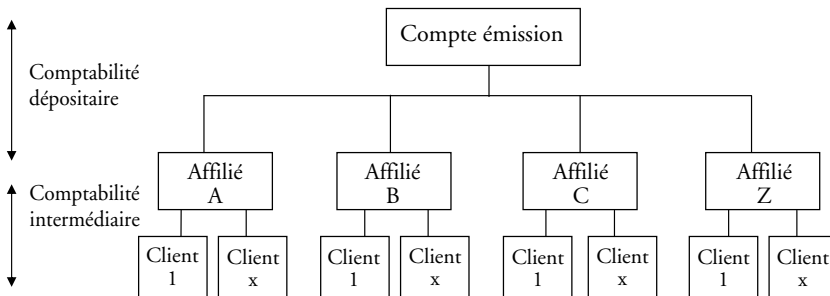 Compte émission
Comptabilité
dépositaire
Affilié
A
Affilié
B
Affilié
C
Affilié
Z
Comptabilité
intermédiaire
Client
1
Client
x
Client
1
Client
x
Client
1
Client
x
Client
1
Client
x